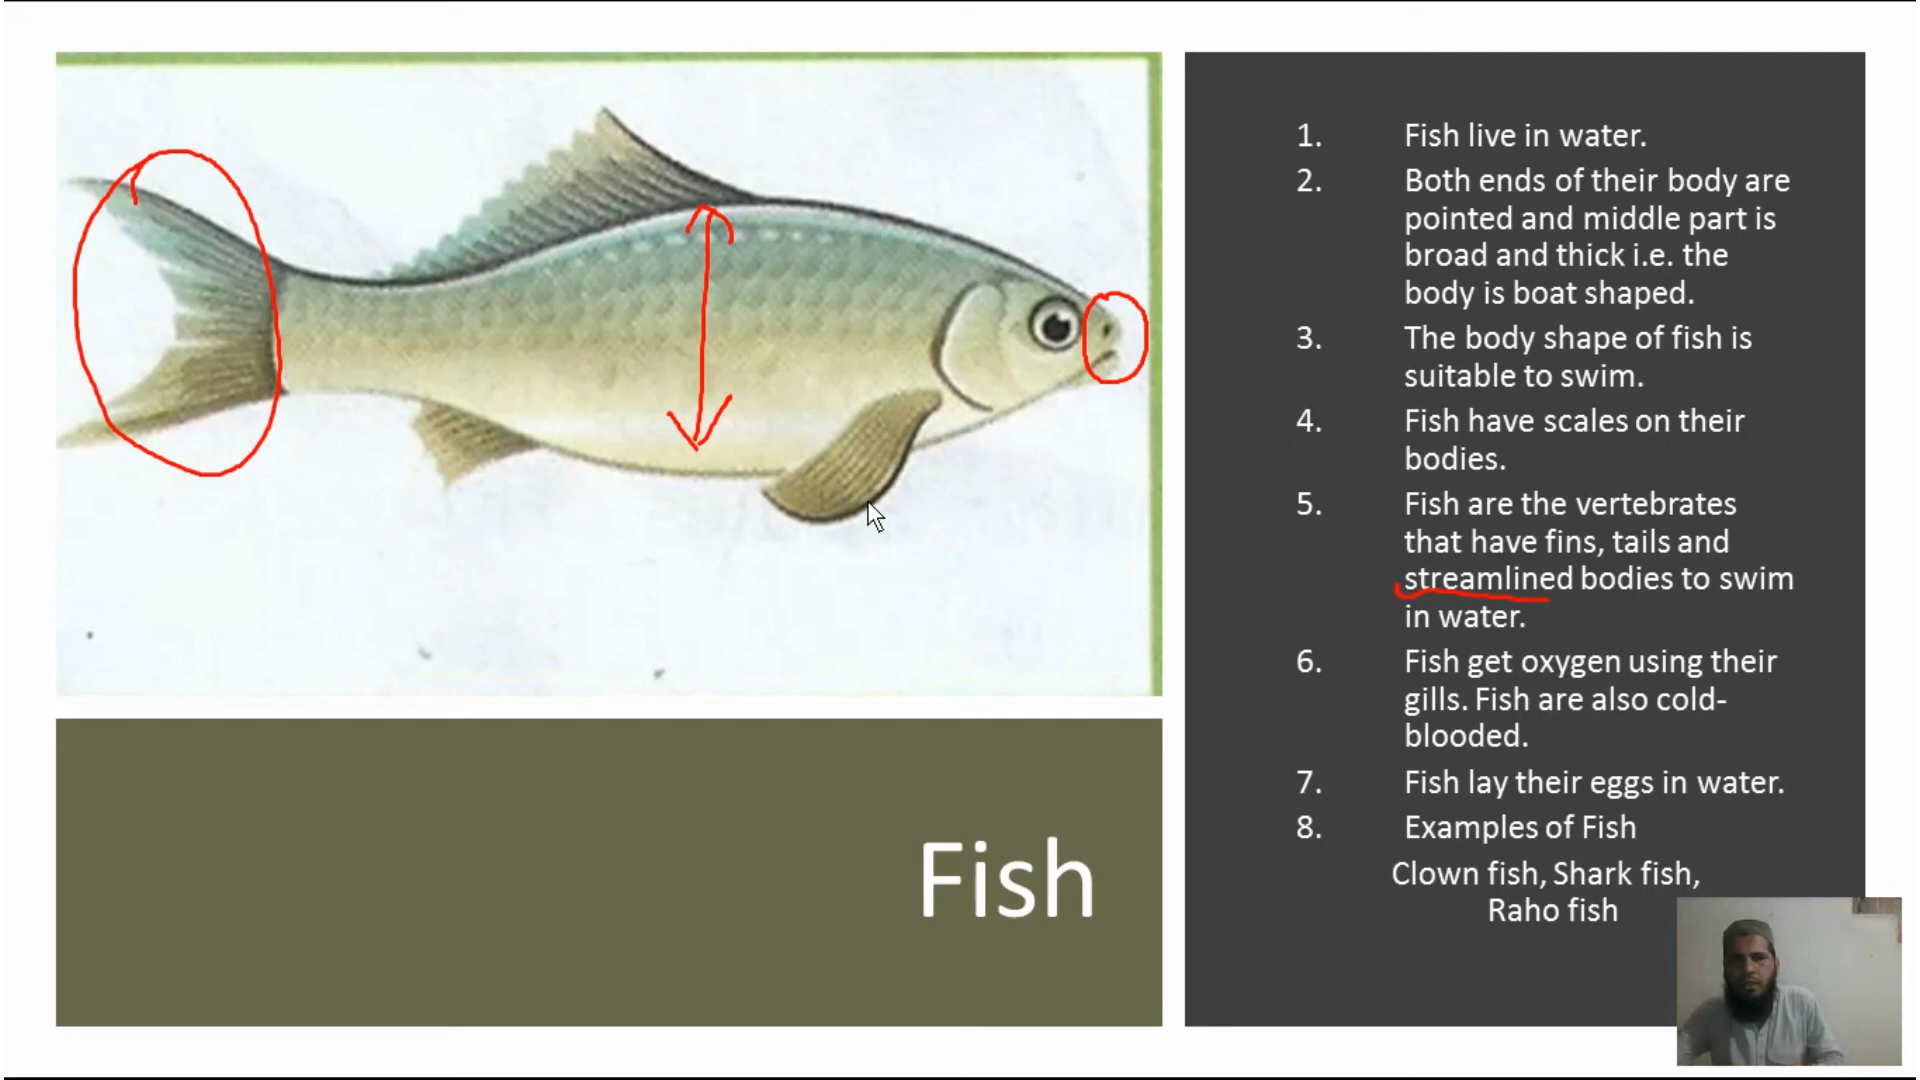 Fish
1. Fish live in water.
2. Both ends of their body are
pointed and middle part is
broad and thick i.e. the
body is boat shaped.
3. The body shape of fish is
suitable to swim.
4. Fish have scales on their
bodies.
5. Fish are the vertebrates
that have fins, tails and
streamlined bodies to swim
in water.
6. Fish get oxygen using their
gills. Fish are also cold-
blooded.
7. Fish lay their eggs in water.
8. Examples of Fish
Clown fish, Shark fish,
Raho fish